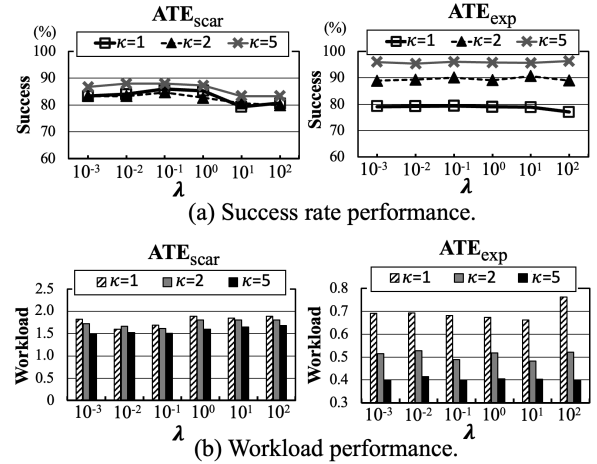 ATEscar
ATEexp
(%)
κ=1 κ=2 κ=5
100
90
80
70
60
Success
10-3 10-2 10-1 100 101 102
λ
(%)
κ=1 κ=2 κ=5
100
90
80
70
60
Success
10-3 10-2 10-1 100 101 102
λ
(a) Success rate performance.
ATEscar
ATEexp
κ=1 κ=2 κ=5
2.5
2.0
1.5
1.0
0.5
0
Workload
10-3 10-2 10-1 100 101 102
λ
κ=1 κ=2 κ=5
0.8
0.7
0.6
0.5
0.4
0.3
Workload
10-3 10-2 10-1 100 101 102
λ
(b) Workload performance.